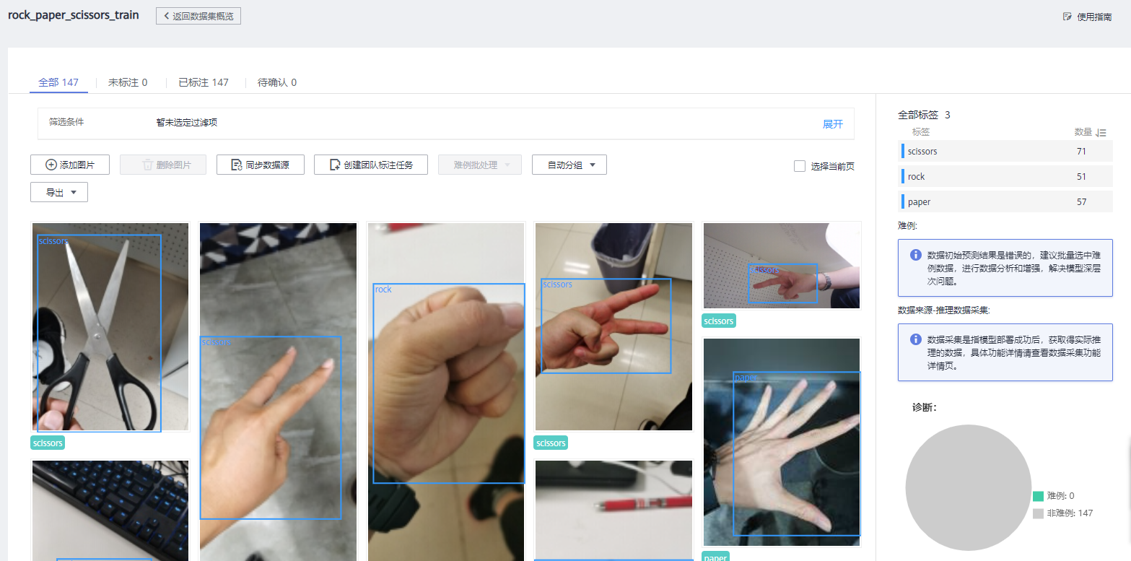 rock_paper_scissors_train
返回数据集概览
使用指南
全部 147
未标注 0
已标注 147
待确认 0
筛选条件
暂未选定过滤项
展开
添加图片
删除图片
同步数据源
创建团队标注任务
难例批处理
自动分组
选择当前页
导出
scissors
scissors
rock
scissors
scissors
scissors
paper
scissors
scissors
paper
全部标签 3
标签
数量
scissors 71
rock 51
paper 57
难例:
数据初始预测结果是错误的，建议批量选中难
例数据，进行数据分析和增强，解决模型深层
次问题。
数据来源-推理数据采集:
数据采集是指模型部署成功后，获取得实际推
理的数据，具体功能详情请查看数据采集功能
详情页。
诊断：
难例: 0
非难例: 147